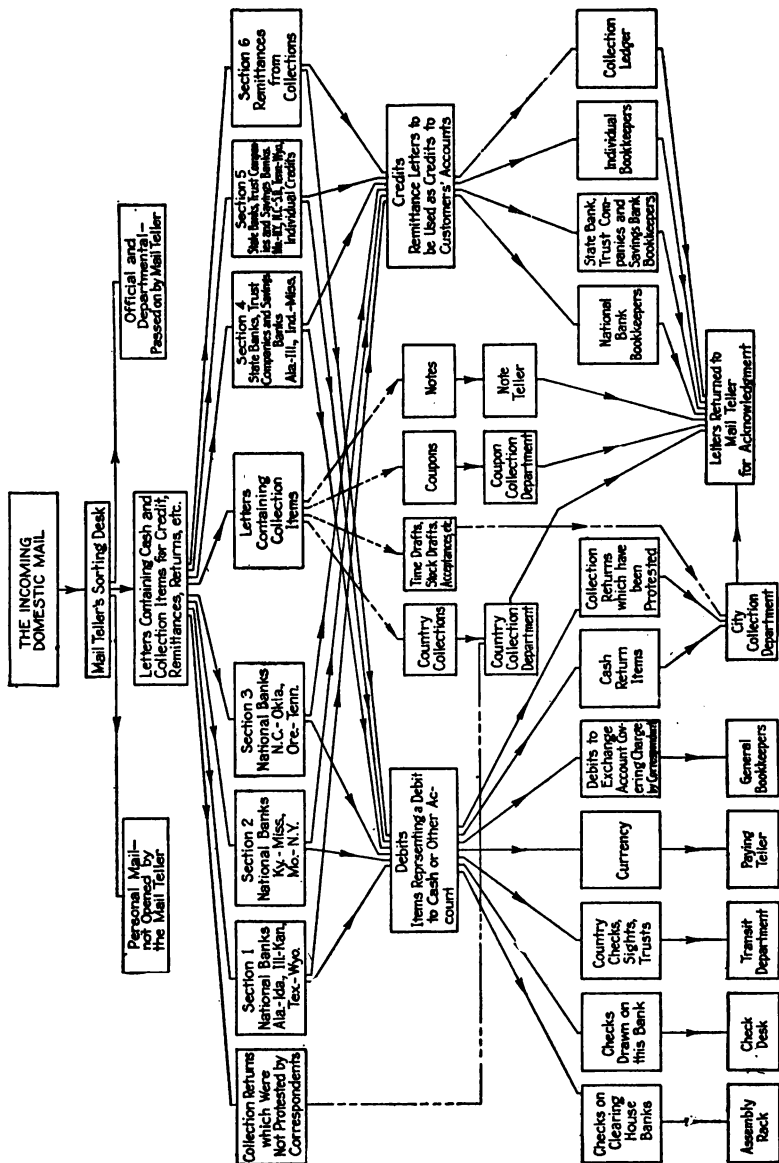 THE INCOMING
DOMESTIC MAIL
Mail Teller's Sorting Desk
Personal Mail—
not Opened by
the Mail Teller
Official and
Departmental—
Passed on by Mail Teller
Letters Containing Cash and
Collection Items for Credit,
Remittances, Returns, etc.
Collection Returns
which Were
Not Protested by
Correspondents
Section 1
National Banks
Ala.-Ida., Ill.-Kan.,
Tex.-Wyo.
Section 2
National Banks
Ky.-Miss.,
Mo.-N.Y.
Section 3
National Banks
N.C.-Okla.,
Ore.-Tenn.
Letters
Containing
Collection
Items
Section 4
State Banks, Trust
Companies and Savings
Banks
Ala.-Ill., Ind.-Miss.
Section 5
State Banks, Trust Compan-
ies and Savings Banks.
Individual Credits
Section 6
Remittances
from
Collections
Debits
Items Reprsenting a Debit
to Cash or Other Ac-
count
Country
Collections
Time Drafts,
Stock Drafts,
Acceptances, etc.
Coupons
Notes
Credits
Remittance Letters to
be Used as Credits to
Customers' Accounts
Country
Collection
Department
Coupon
Collection
Department
Note
Teller
Checks on
Clearing
House
Banks
Checks
Drawn on
this Bank
Country
Checks,
Sights,
Trusts
Currency
Debits to
Exchange
Account Cov-
ering Charge
by Correspondent
Cash
Return
Items
Collection
Returns
which have
been
Protested
National
Bank
Bookkeepers
State Bank,
Trust Com-
panies and
Savings Bank
Bookkeepers
Individual
Bookkeepers
Collection
Ledger
Assembly
Rack
Check
Desk
Transit
Department
Paying
Teller
General
Bookkeepers
City
Collection
Department
Letters Returned to
Mail Teller
for Acknowledgment